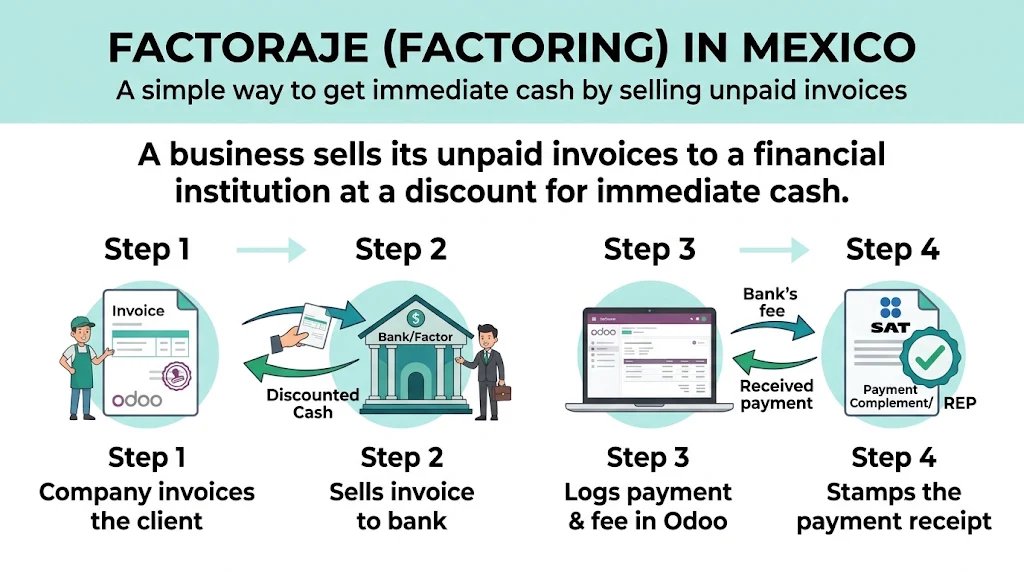 FACTORAJE (FACTORING) IN MEXICO
A simple way to get immediate cash by selling unpaid invoices
A business sells its unpaid invoices to a financial
institution at a discount for immediate cash.
Step 1
Step 2
Step 3
Step 4
Invoice
odoo
Bank/Factor
Discounted
Cash
odoo
Bank's
fee
Received
payment
SAT
Payment
Complement/ REP
Step 1
Company invoices
the client
Step 2
Sells invoice
to bank
Step 3
Logs payment
& fee in Odoo
Step 4
Stamps the
payment receipt